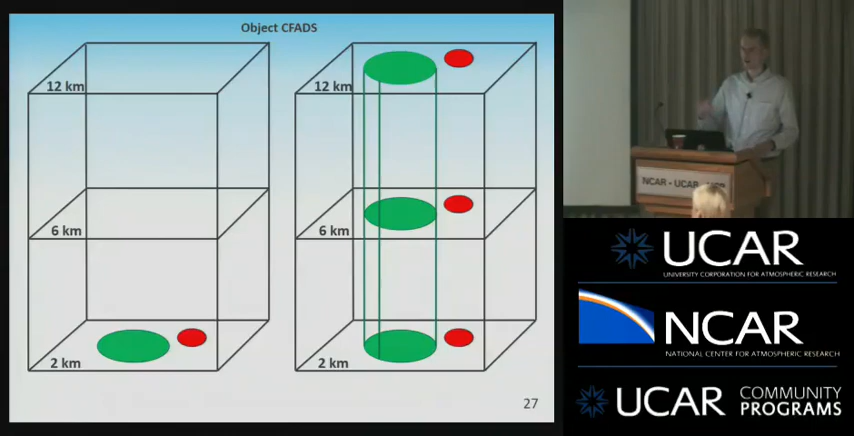 Object CFADS
12 km
6 km
2 km
12 km
6 km
2 km
27
NCAR - UCAR - UCP
UCAR
UNIVERSITY CORPORATION FOR ATMOSPHERIC RESEARCH
NCAR
NATIONAL CENTER FOR ATMOSPHERIC RESEARCH
UCAR COMMUNITY
PROGRAMS